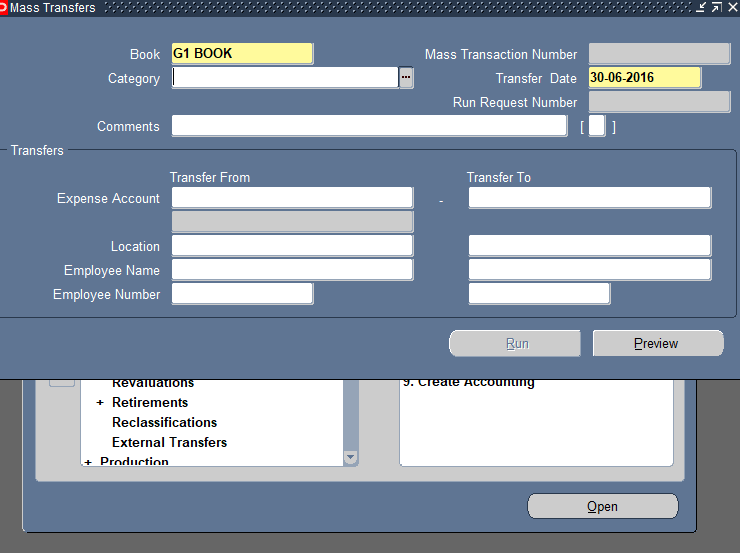 Mass Transfers
Book G1 BOOK Mass Transaction Number
Category ... Transfer Date 30-06-2016
Run Request Number
Comments [ ]
Transfers
Transfer From Transfer To
Expense Account -
Location
Employee Name
Employee Number
Run Preview
Revaluations 9. Create Accounting
+ Retirements
Reclassifications
External Transfers
+ Production
Open